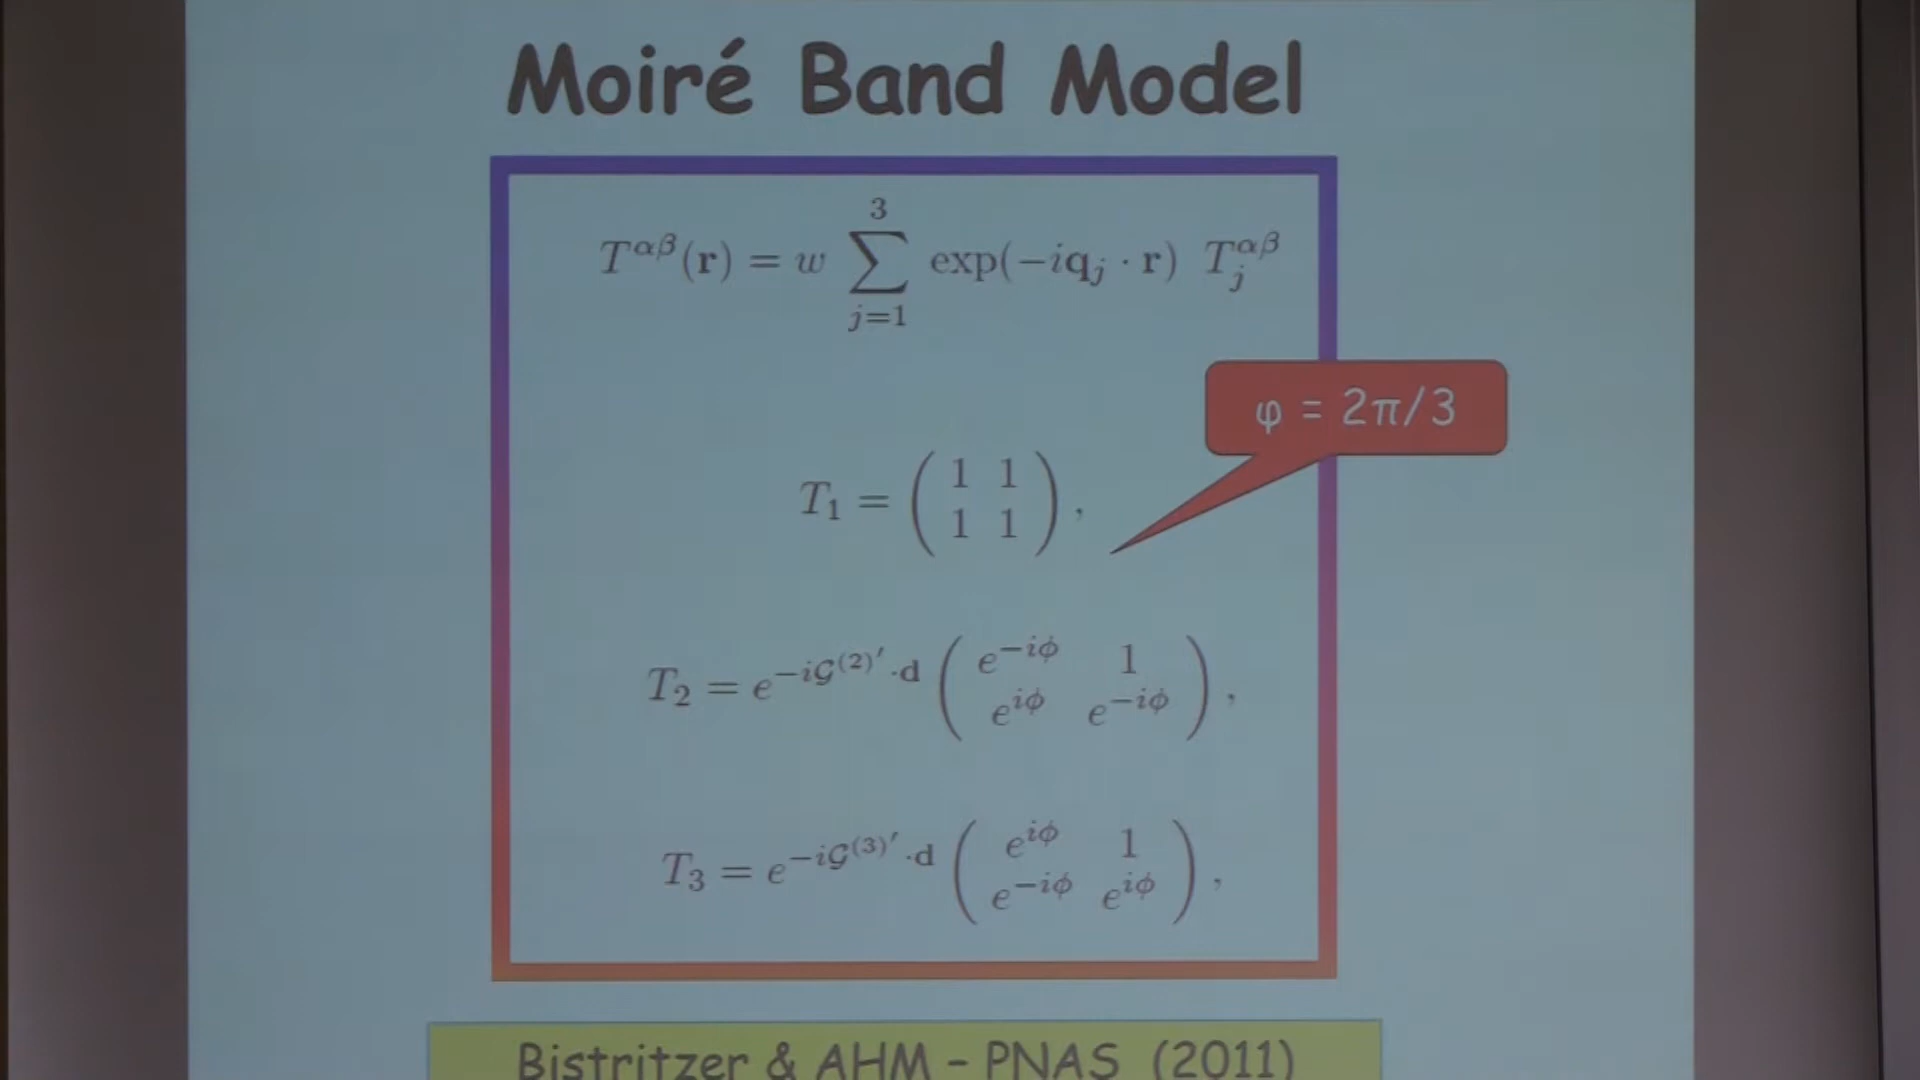 Moiré Band Model
T^{αβ}(𝐫) = w ∑_{j=1}^{3} exp(−i𝐪_j · 𝐫) T_j^{αβ}
φ = 2π/3
T_1 = ( 1 1 ; 1 1 ),
T_2 = e^{−i𝒢^{(2)′}·𝐝} ( e^{−iϕ} 1 ; e^{iϕ} e^{−iϕ} ),
T_3 = e^{−i𝒢^{(3)′}·𝐝} ( e^{iϕ} 1 ; e^{−iϕ} e^{iϕ} ),
Bistritzer & AHM – PNAS (2011)